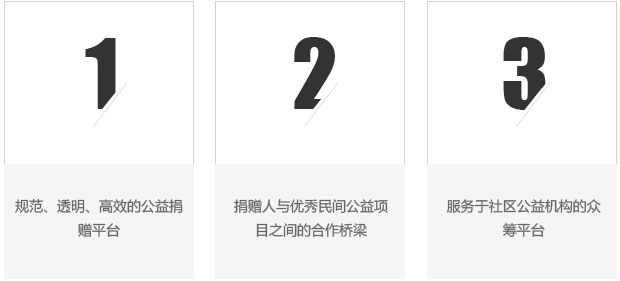 1
规范、透明、高效的公益捐
赠平台
2
捐赠人与优秀民间公益项
目之间的合作桥梁
3
服务于社区公益机构的众
筹平台